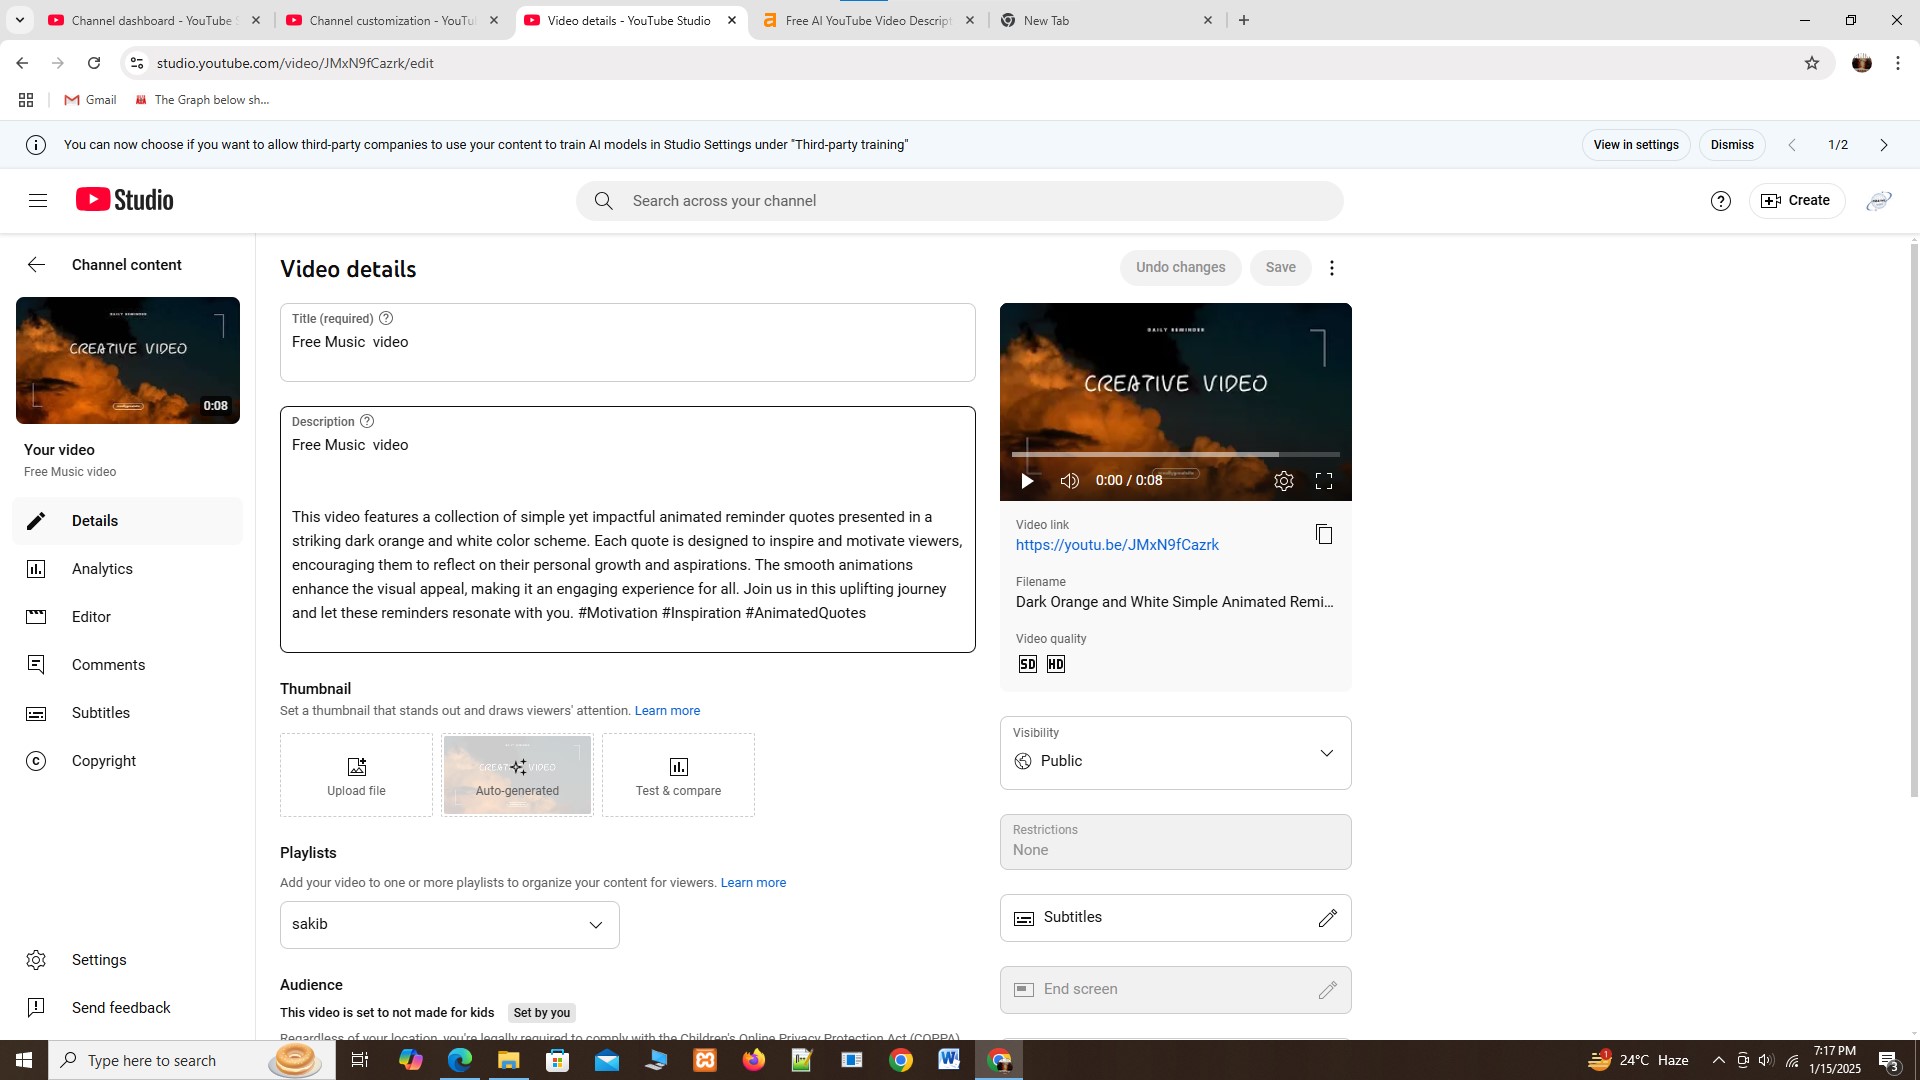 Channel dashboard - YouTube S
Channel customization - YouTu
Video details - YouTube Studio
Free AI YouTube Video Descript
New Tab
studio.youtube.com/video/JMxN9fCazrk/edit
Gmail
The Graph below sh...
You can now choose if you want to allow third-party companies to use your content to train AI models in Studio Settings under "Third-party training"
View in settings
Dismiss
1/2
Studio
Search across your channel
Create
Channel content
Video details
Undo changes
Save
DAILY REMINDER
CREATIVE VIDEO
0:08
Your video
Free Music video
Details
Analytics
Editor
Comments
Subtitles
Copyright
Settings
Send feedback
Title (required)
Free Music  video
Description
Free Music  video
This video features a collection of simple yet impactful animated reminder quotes presented in a
striking dark orange and white color scheme. Each quote is designed to inspire and motivate viewers,
encouraging them to reflect on their personal growth and aspirations. The smooth animations
enhance the visual appeal, making it an engaging experience for all. Join us in this uplifting journey
and let these reminders resonate with you. #Motivation #Inspiration #AnimatedQuotes
Thumbnail
Set a thumbnail that stands out and draws viewers' attention. Learn more
Upload file
CREATIVE VIDEO
Auto-generated
Test & compare
Playlists
Add your video to one or more playlists to organize your content for viewers. Learn more
sakib
Audience
This video is set to not made for kids
Set by you
Regardless of your location, you're legally required to comply with the Children's Online Privacy Protection Act (COPPA)
DAILY REMINDER
CREATIVE VIDEO
0:00 / 0:08
Video link
https://youtu.be/JMxN9fCazrk
Filename
Dark Orange and White Simple Animated Remi...
Video quality
SD HD
Visibility
Public
Restrictions
None
Subtitles
End screen
Type here to search
24°C Haze
7:17 PM
1/15/2025
3